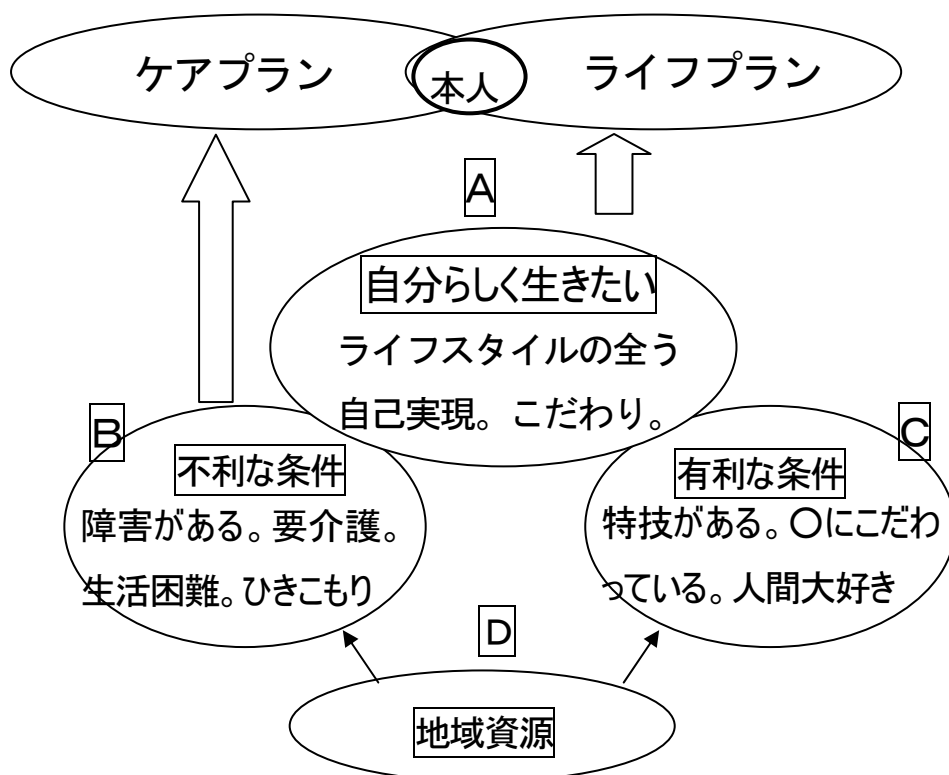 ケアプラン
本人
ライフプラン
A
自分らしく生きたい
ライフスタイルの全う
自己実現。こだわり。
B
不利な条件
障害がある。要介護。
生活困難。ひきこもり
C
有利な条件
特技がある。〇にこだわ
っている。人間大好き
D
地域資源